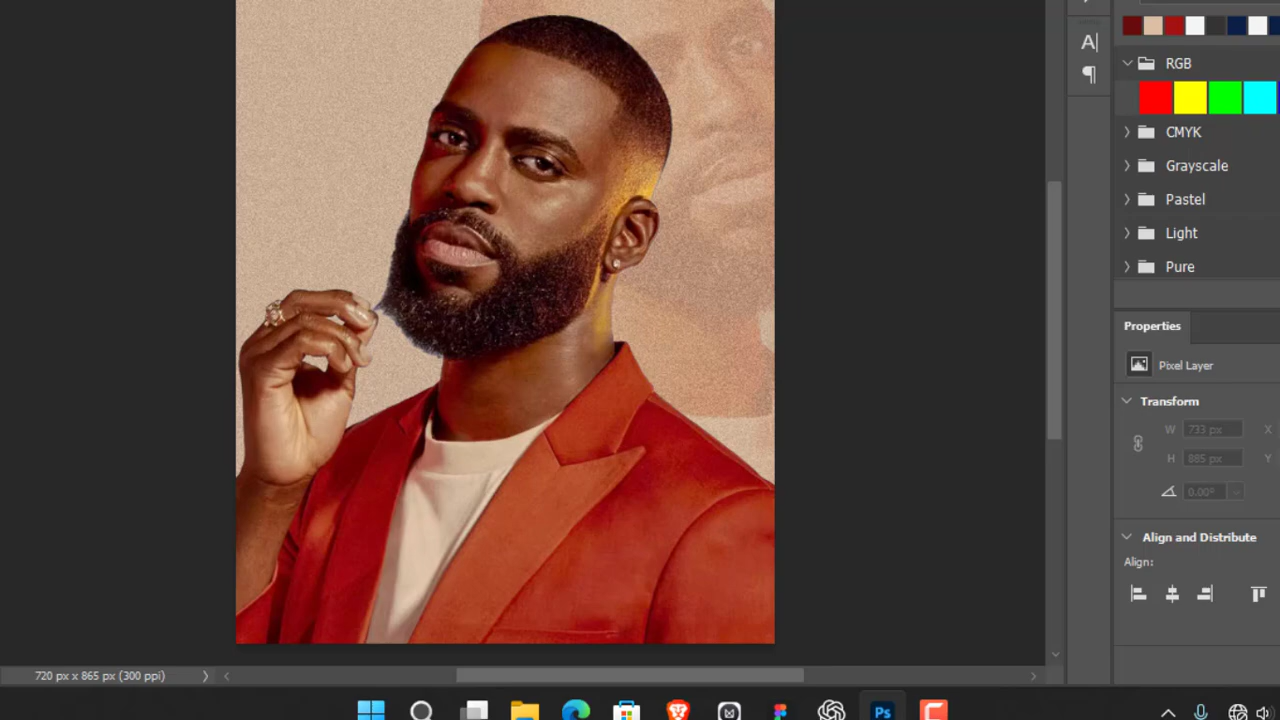 A|
¶
RGB
CMYK
Grayscale
Pastel
Light
Pure
Properties
Pixel Layer
Transform
W 733 px X
H 885 px Y
0.00°
Align and Distribute
Align:
720 px x 865 px (300 ppi)
Ps